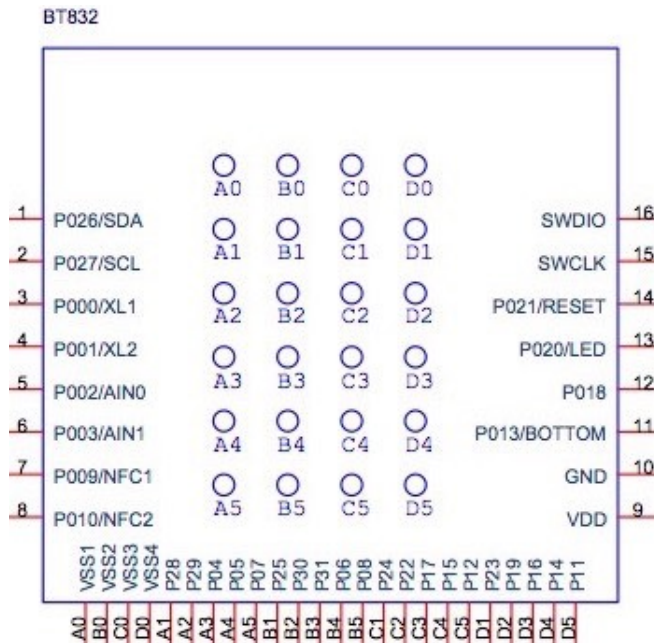 BT832
A0 B0 C0 D0
1 P026/SDA A1 B1 C1 D1 SWDIO 16
2 P027/SCL SWCLK 15
3 P000/XL1 A2 B2 C2 D2 P021/RESET 14
4 P001/XL2 P020/LED 13
5 P002/AIN0 A3 B3 C3 D3 P018 12
6 P003/AIN1 A4 B4 C4 D4 P013/BOTTOM 11
7 P009/NFC1 GND 10
8 P010/NFC2 A5 B5 C5 D5 VDD 9
VSS1 VSS2 VSS3 VSS4 P28 P29 P04 P05 P07 P25 P30 P31 P06 P08 P24 P22 P17 P15 P12 P23 P19 P16 P14 P11
A0 B0 C0 D0 A1 A2 A3 A4 A5 B1 B2 B3 B4 B5 C1 C2 C3 C4 C5 D1 D2 D3 D4 D5